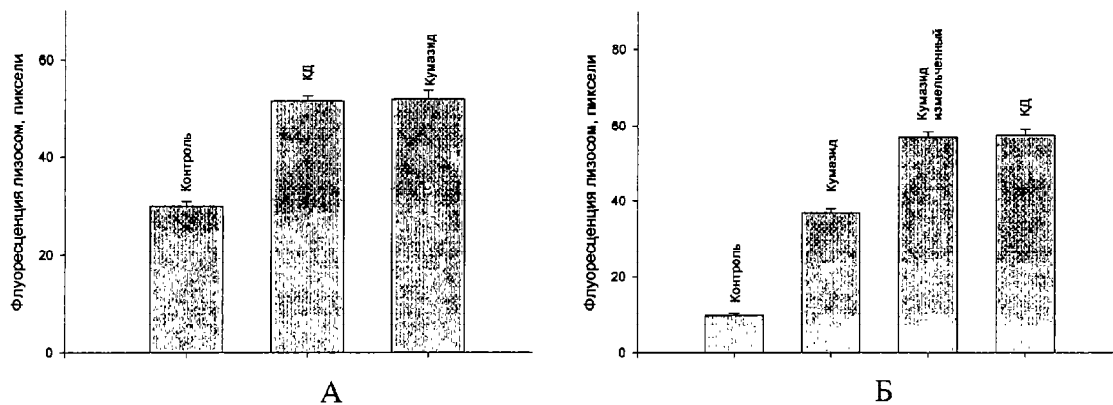 Флуоресценция лизосом, пиксели
60
40
20
0
Контроль
КД
Кумазид
А
Флуоресценция лизосом, пиксели
80
60
40
20
0
Контроль
Кумазид
Кумазид
измельченный
КД
Б